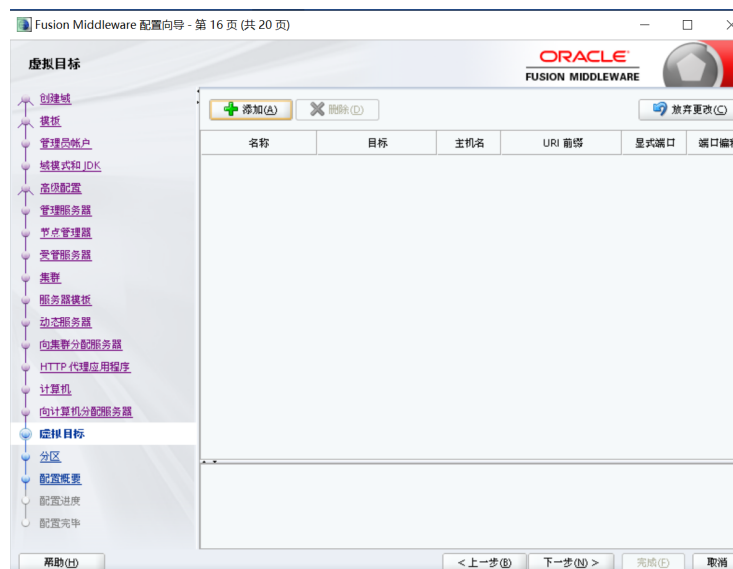 Fusion Middleware 配置向导 - 第 16 页 (共 20 页)
虚拟目标
ORACLE
FUSION MIDDLEWARE
创建域
模板
管理员帐户
域模式和 JDK
高级配置
管理服务器
节点管理器
受管服务器
集群
服务器模板
动态服务器
向集群分配服务器
HTTP 代理应用程序
计算机
向计算机分配服务器
虚拟目标
分区
配置概要
配置进度
配置完毕
添加(A) 删除(D) 放弃更改(C)
名称 目标 主机名 URI 前缀 显式端口 端口偏
帮助(H) < 上一步(B) 下一步(N) > 完成(F) 取消